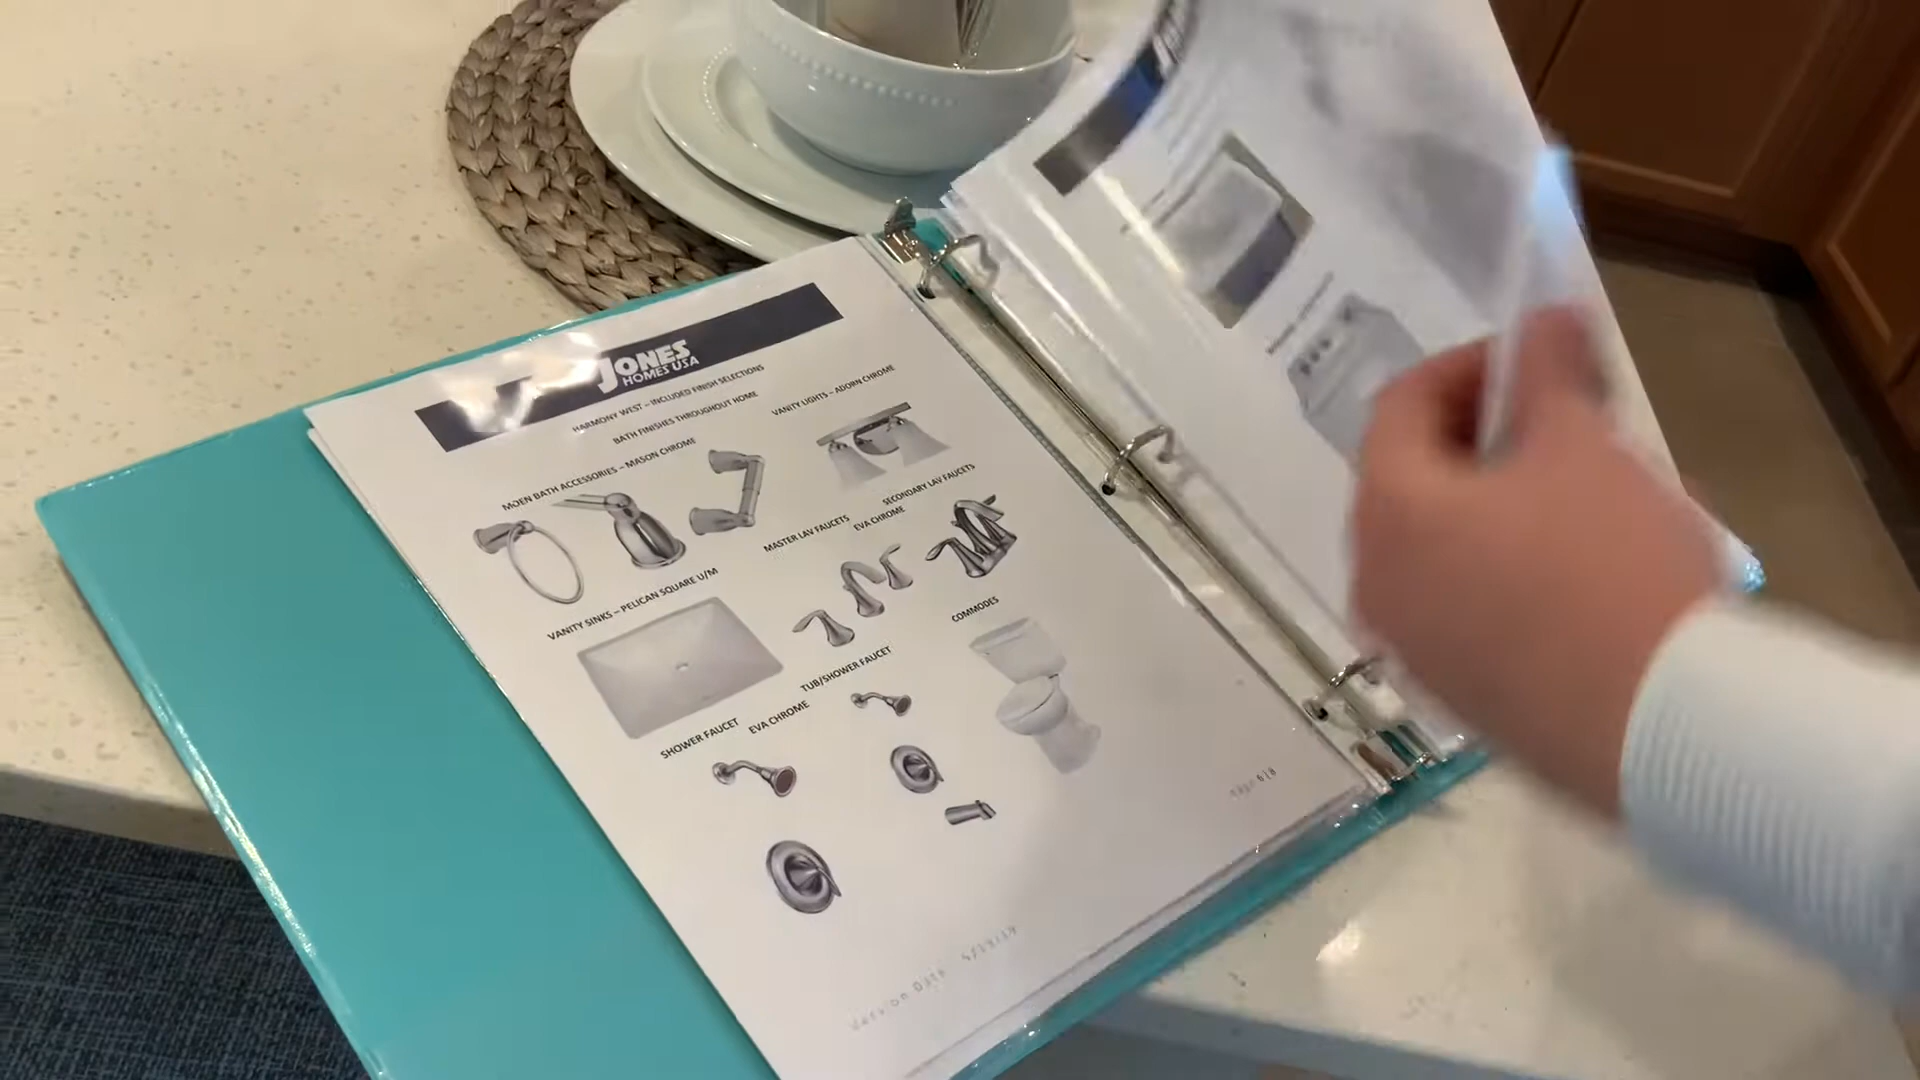 JONES
HOMES USA
HARMONY WEST – INCLUDED FINISH SELECTIONS
BATH FINISHES THROUGHOUT HOME
MOEN BATH ACCESSORIES – MASON CHROME
VANITY LIGHTS – ADORN CHROME
VANITY SINKS – PELICAN SQUARE U/M
MASTER LAV FAUCETS
EVA CHROME
SECONDARY LAV FAUCETS
SHOWER FAUCET
EVA CHROME
TUB/SHOWER FAUCET
COMMODES
Version Date